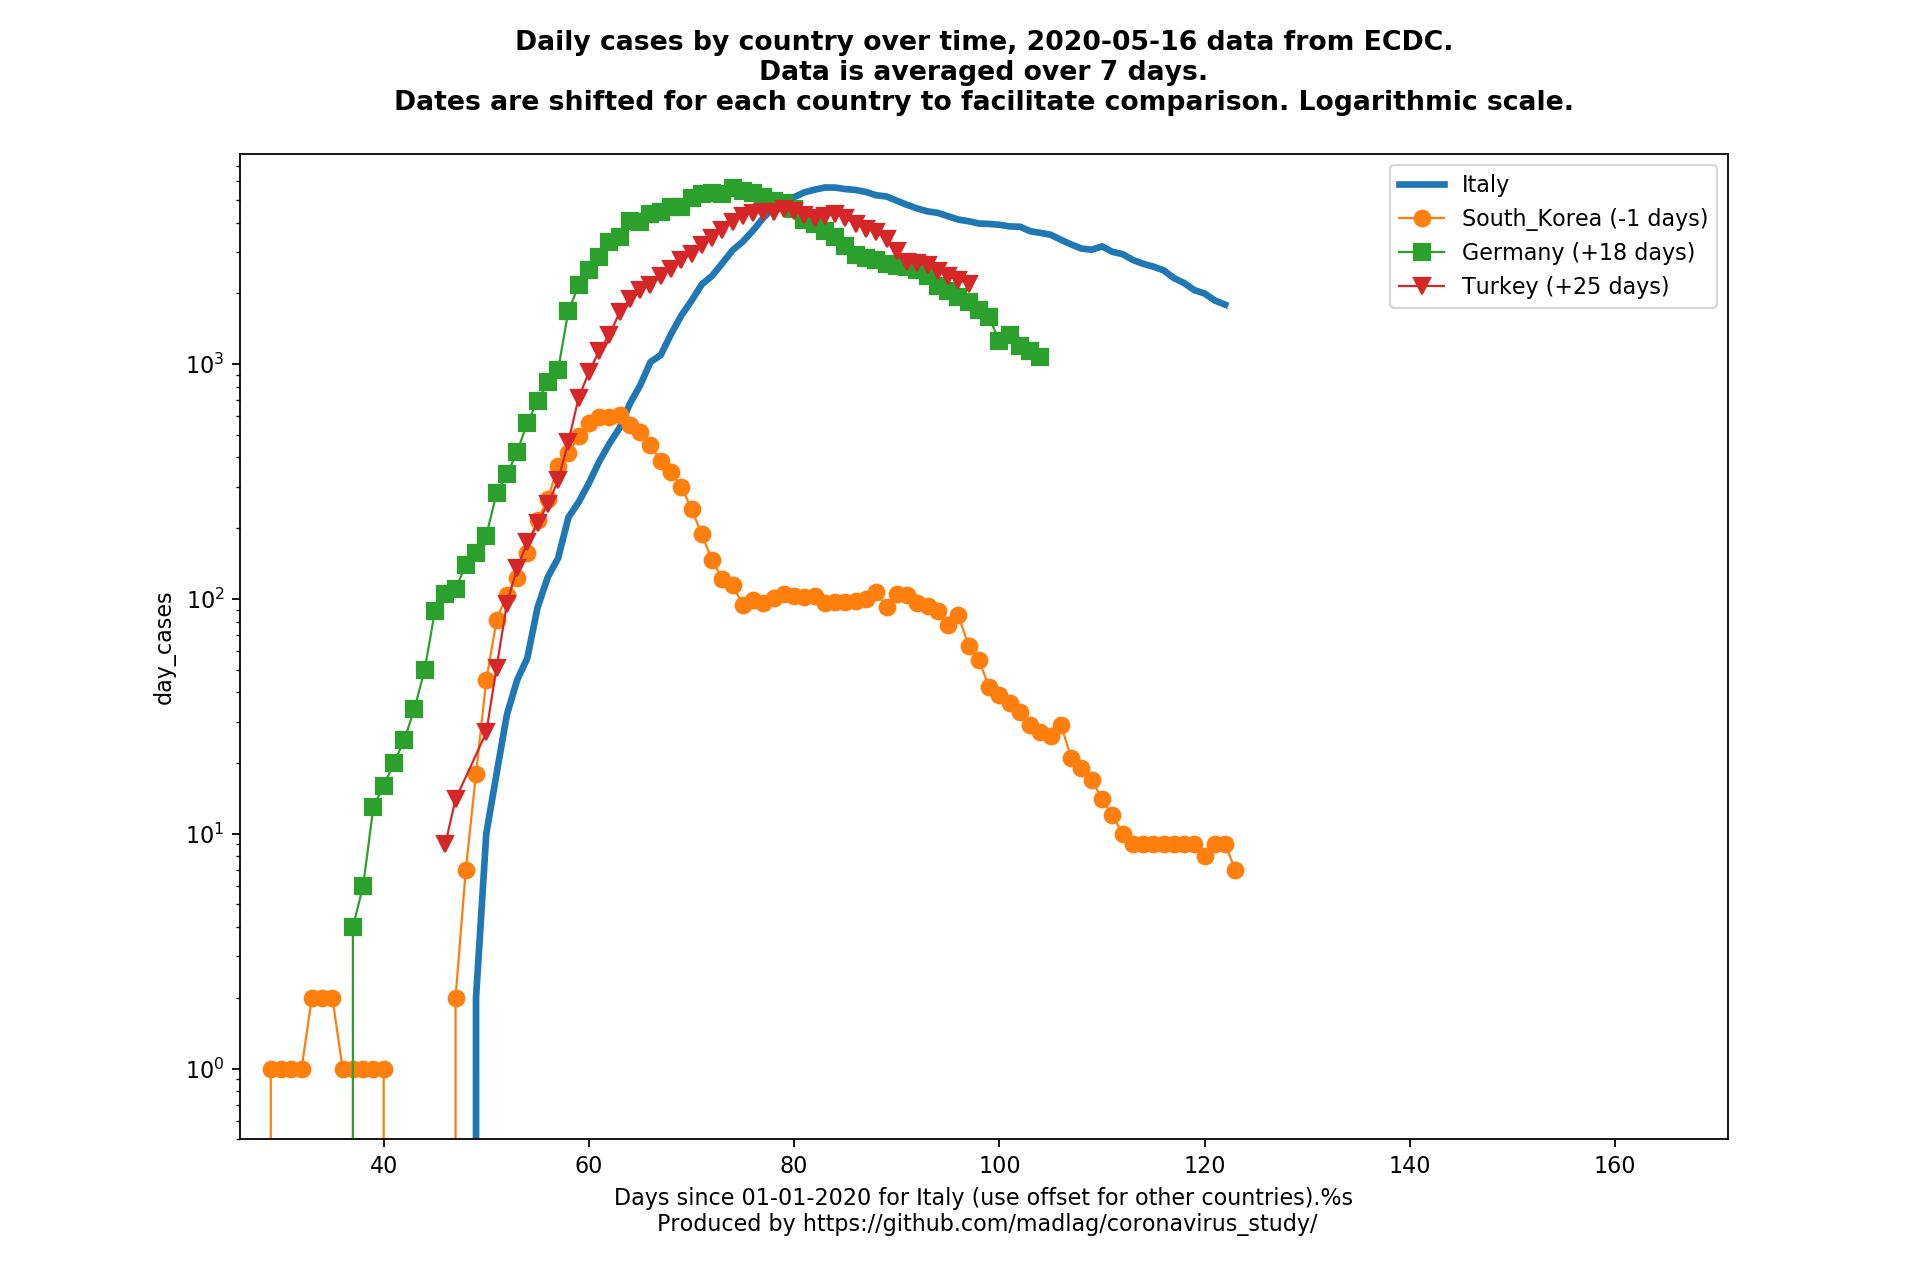 Daily cases by country over time, 2020-05-16 data from ECDC.
Data is averaged over 7 days.
Dates are shifted for each country to facilitate comparison. Logarithmic scale.
Italy
South_Korea (-1 days)
Germany (+18 days)
Turkey (+25 days)
day_cases
10³
10²
10¹
10⁰
40 60 80 100 120 140 160
Days since 01-01-2020 for Italy (use offset for other countries).%s
Produced by https://github.com/madlag/coronavirus_study/